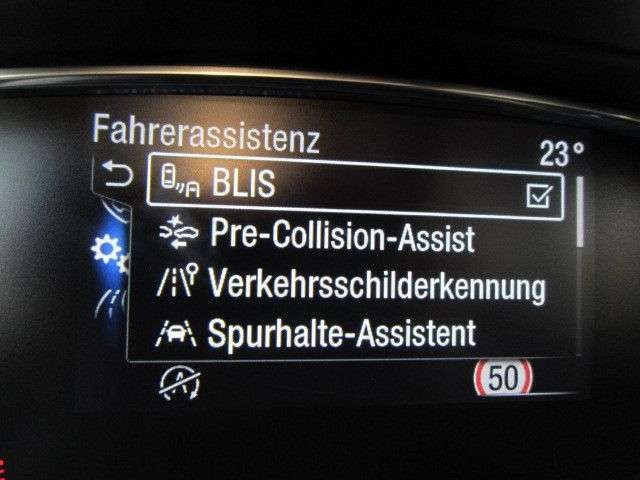 Fahrerassistenz
23°
BLIS
Pre-Collision-Assist
Verkehrsschilderkennung
Spurhalte-Assistent
50